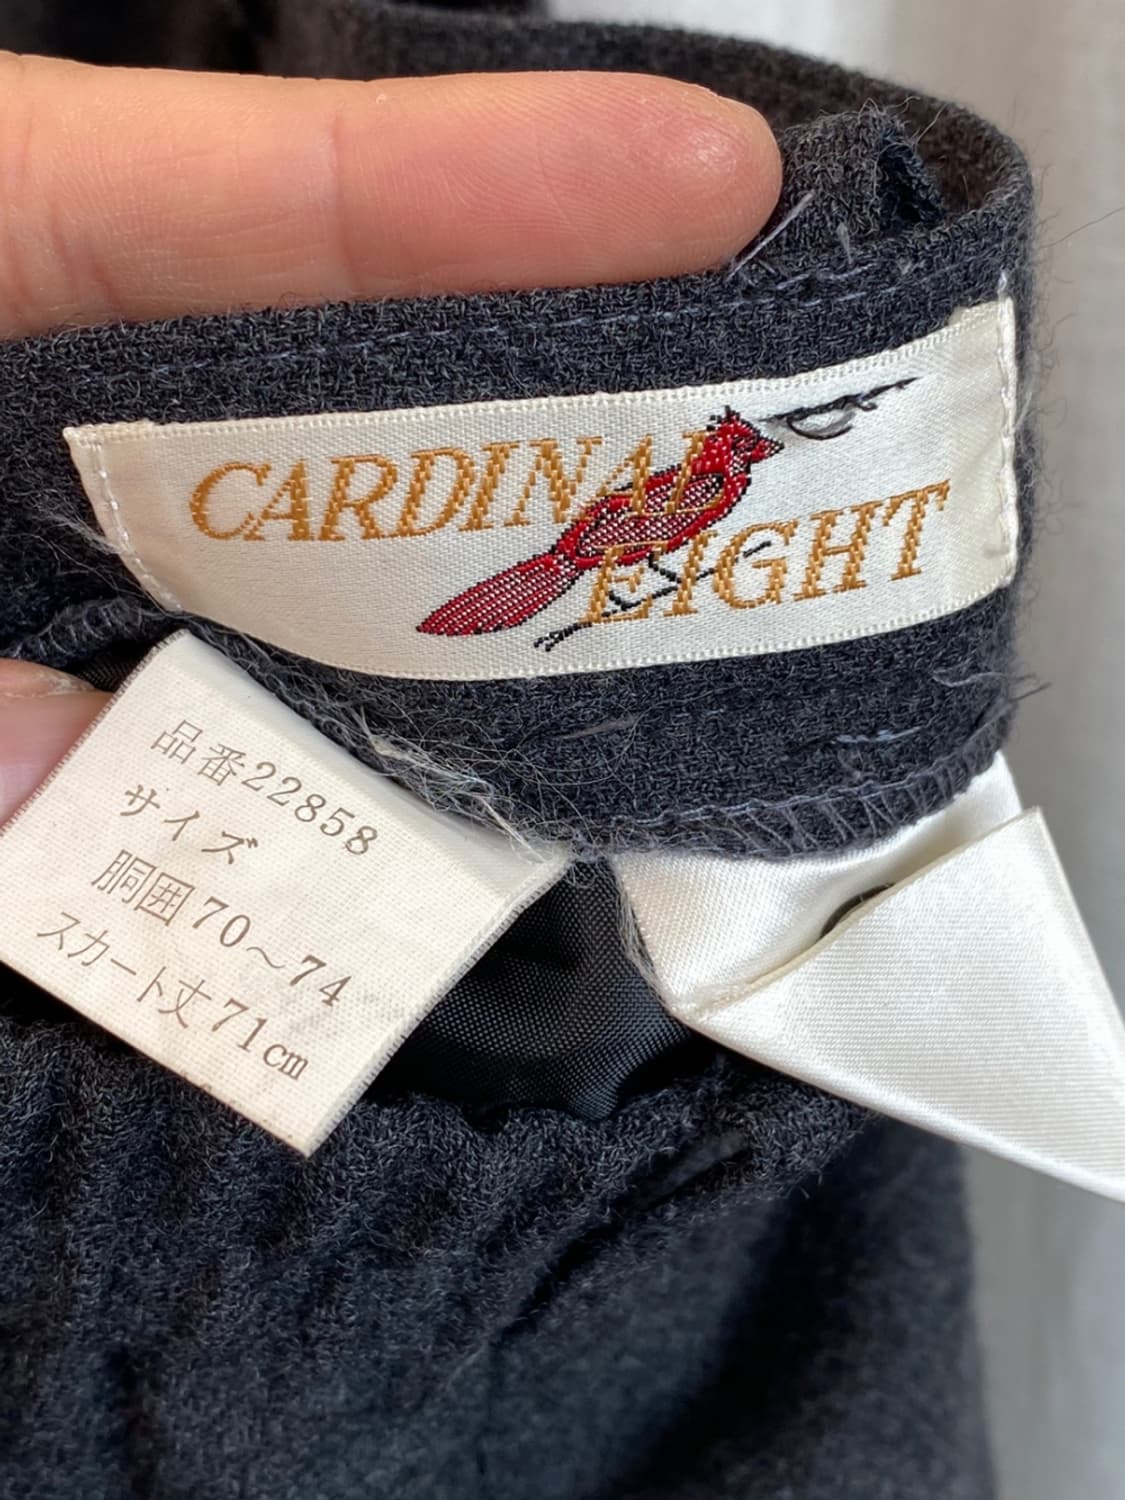 CARDINAL
EIGHT
品番22858
サイズ
胴囲70〜74
スカート丈71cm